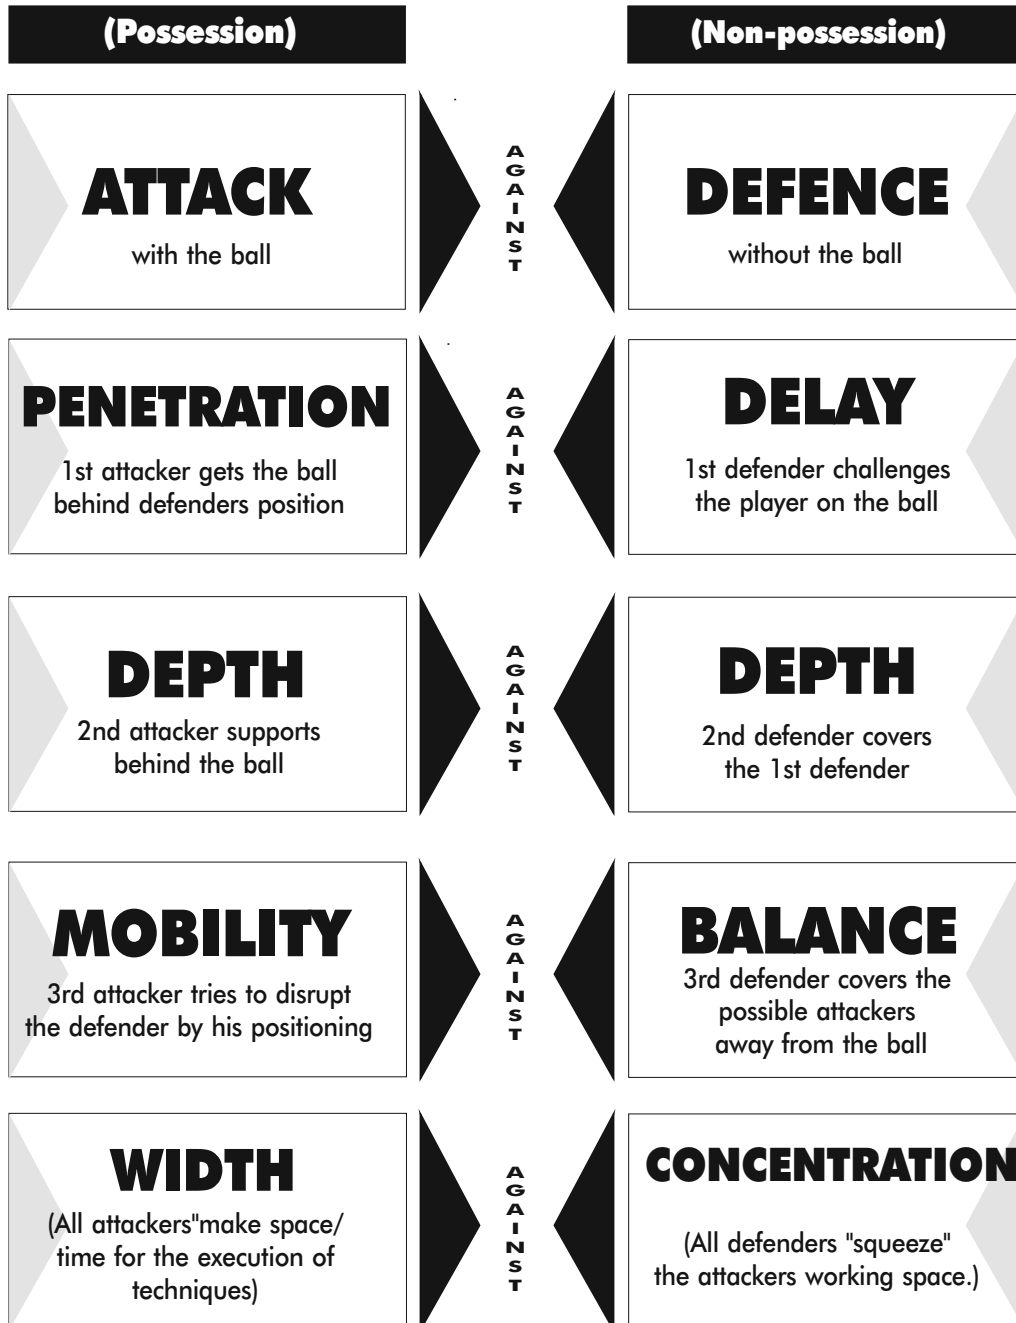 (Possession)
(Non-possession)
ATTACK
with the ball
AGAINST
DEFENCE
without the ball
PENETRATION
1st attacker gets the ball
behind defenders position
AGAINST
DELAY
1st defender challenges
the player on the ball
DEPTH
2nd attacker supports
behind the ball
AGAINST
DEPTH
2nd defender covers
the 1st defender
MOBILITY
3rd attacker tries to disrupt
the defender by his positioning
AGAINST
BALANCE
3rd defender covers the
possible attackers
away from the ball
WIDTH
(All attackers"make space/
time for the execution of
techniques)
AGAINST
CONCENTRATION
(All defenders "squeeze"
the attackers working space.)